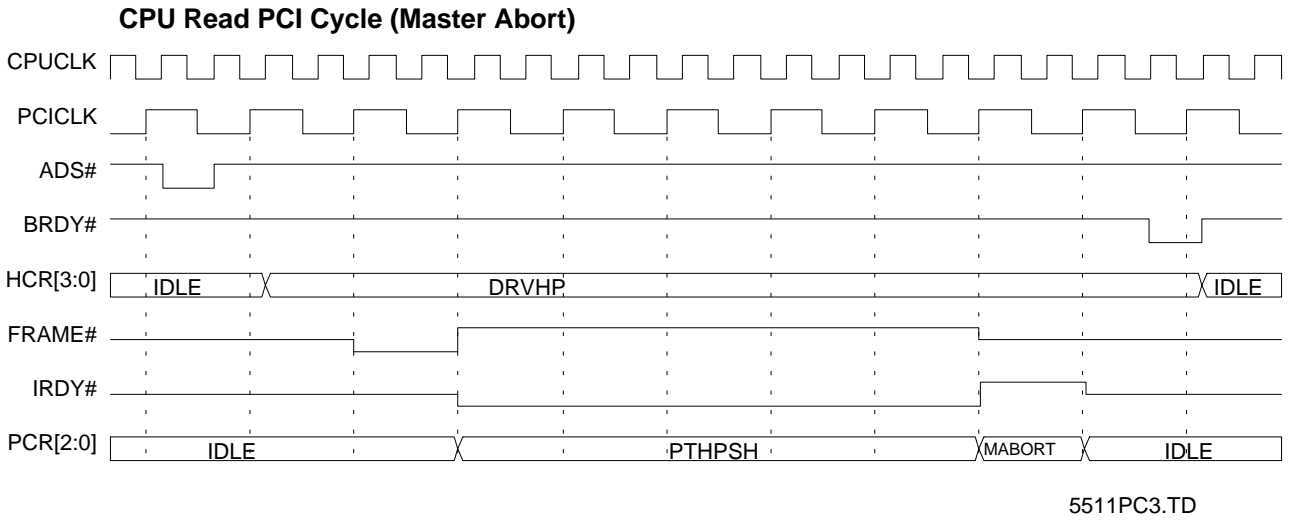 CPU Read PCI Cycle (Master Abort)
CPUCLK
PCICLK
ADS#
BRDY#
HCR[3:0] IDLE DRVHP IDLE
FRAME#
IRDY#
PCR[2:0] IDLE PTHPSH MABORT IDLE
5511PC3.TD